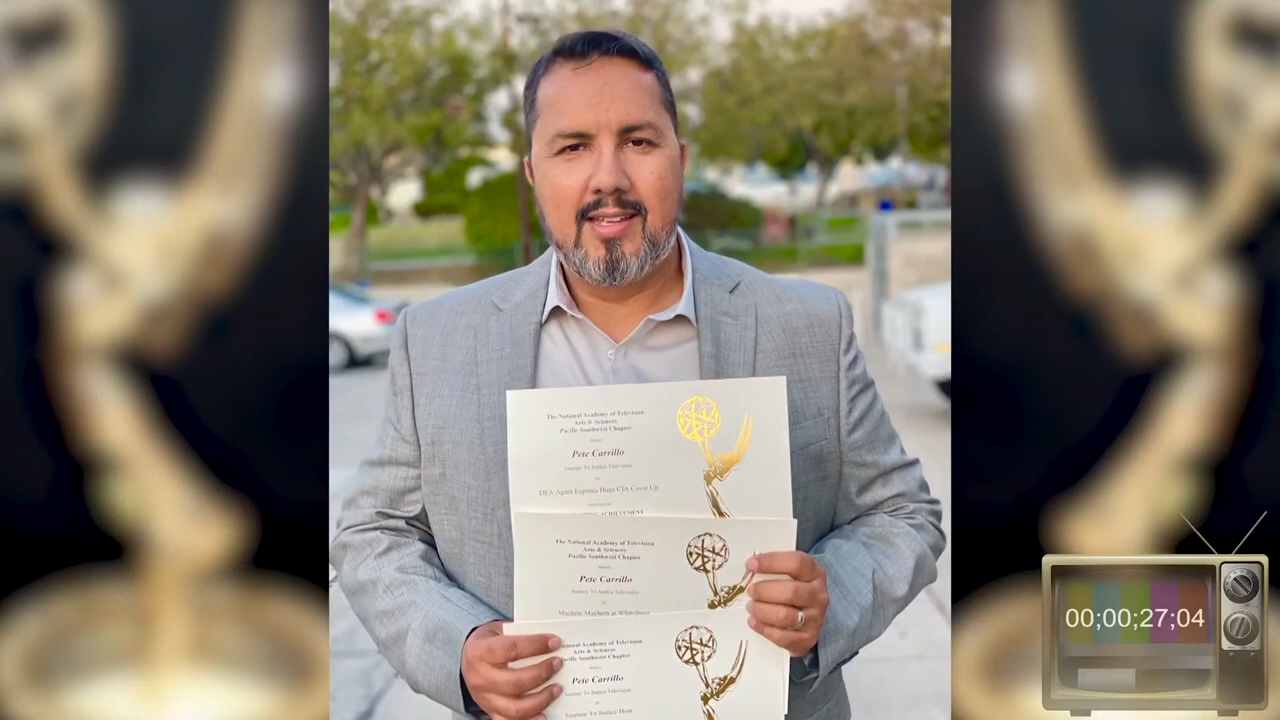 The National Academy of Television
Arts & Sciences
Pacific Southwest Chapter
Pete Carrillo
Journey To Justice Television
DEA Agent Exposes Huge CIA Cover Up
The National Academy of Television
Arts & Sciences
Pacific Southwest Chapter
Pete Carrillo
Journey To Justice Television
at
The National Academy of Television
Arts & Sciences
Pacific Southwest Chapter
Pete Carrillo
Journey To Justice Television
Journey To Justice Host
00;00;27;04